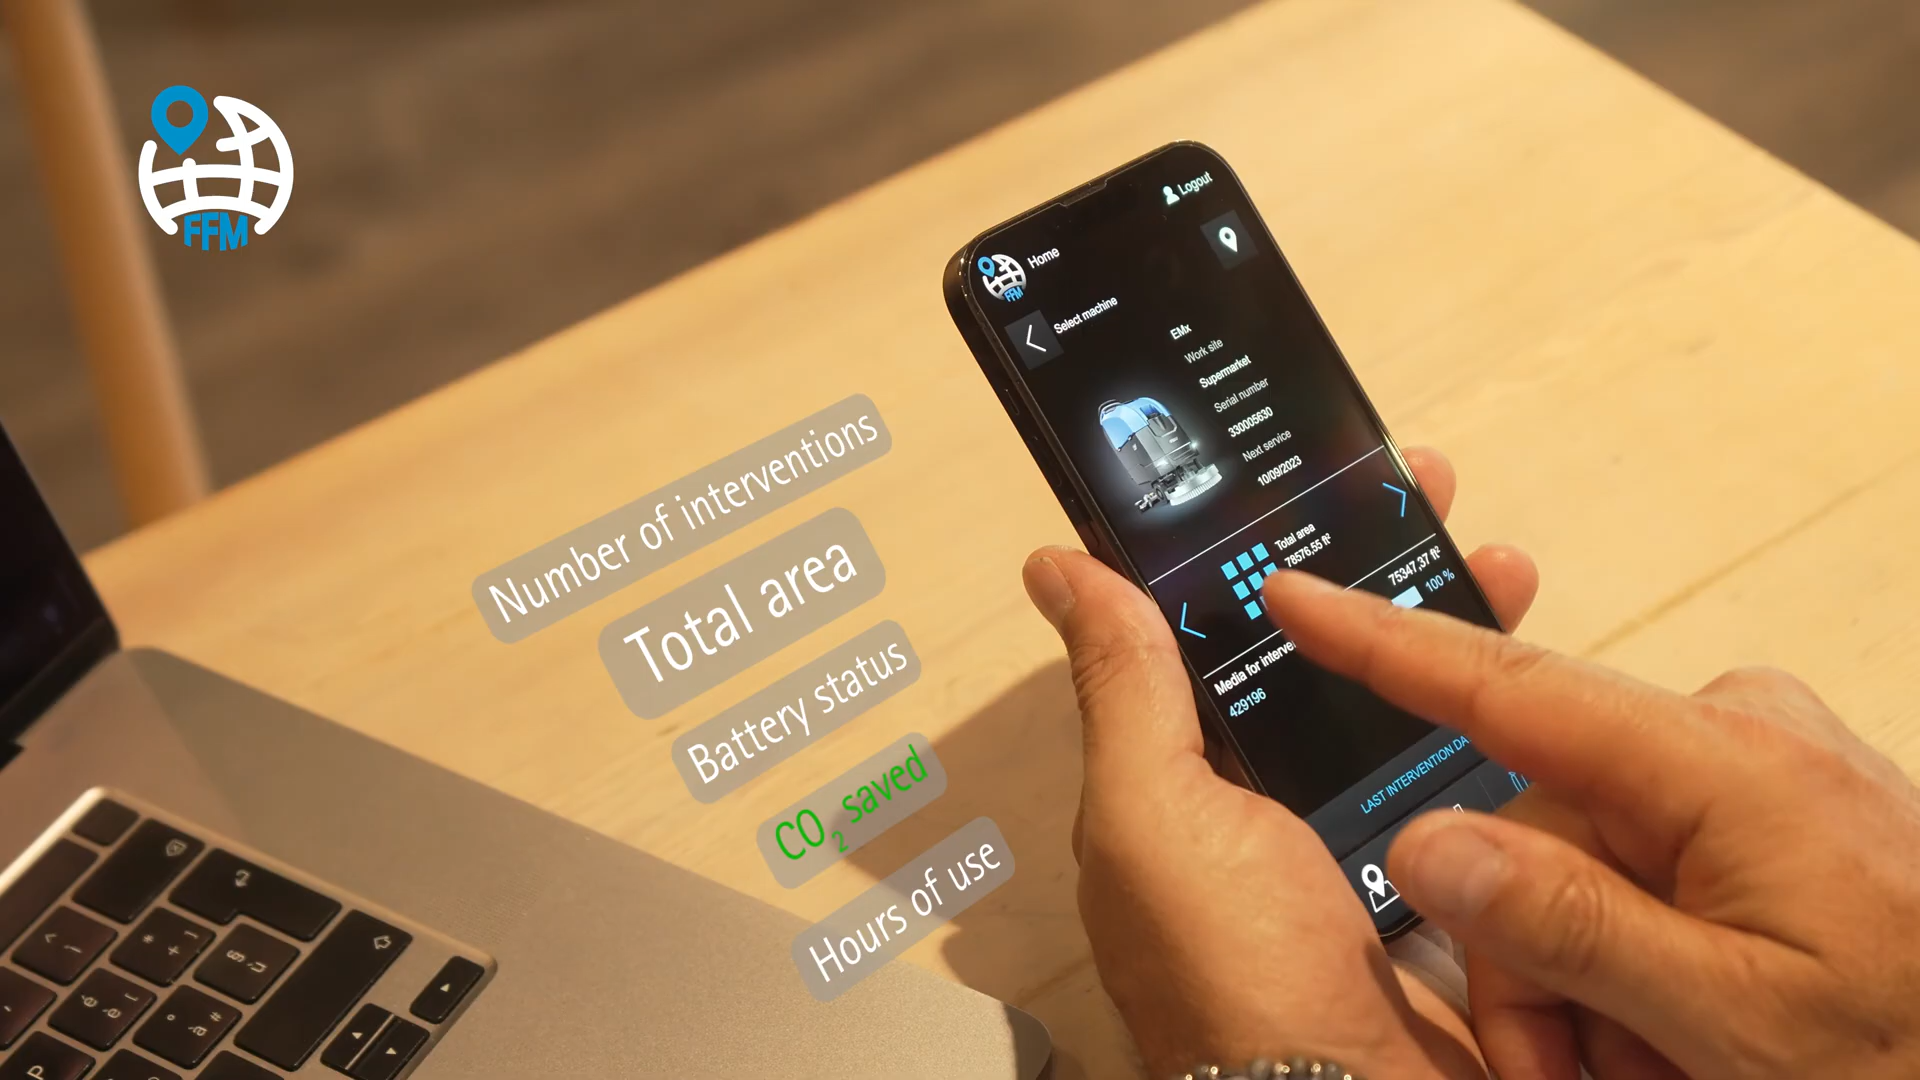 FFM
Number of interventions
Total area
Battery status
CO₂ saved
Hours of use
Logout
FFM
Home
Select machine
EMx
Work site
Supermarket
Serial number
330005630
Next service
10/09/2023
Total area
78576,55 ft²
75347,37 ft²
100 %
Media for interve
429196
LAST INTERVENTION DA